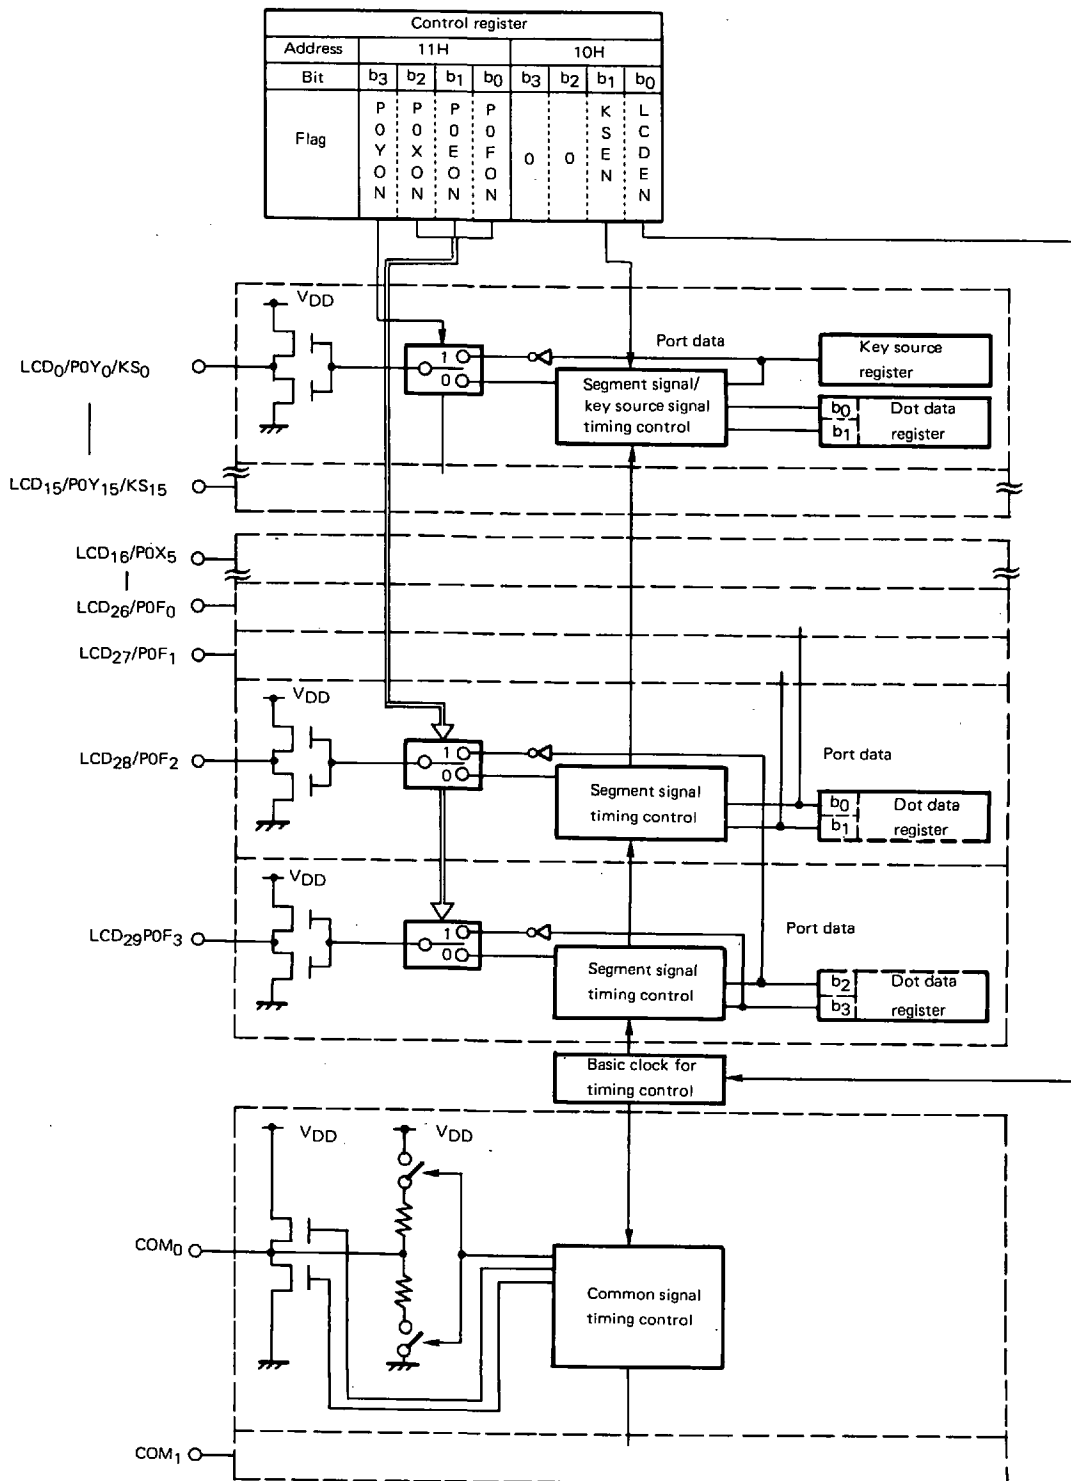 Control register
Address 11H 10H
Bit b3 b2 b1 b0 b3 b2 b1 b0
Flag P0YON P0XON P0EON P0FON 0 0 KSEN LCDEN
VDD
LCD0/P0Y0/KS0
1
0
Port data
Key source
register
Segment signal/
key source signal
timing control
b0 Dot data
b1 register
LCD15/P0Y15/KS15
LCD16/P0X5
LCD26/P0F0
LCD27/P0F1
VDD
LCD28/P0F2
1
0
Port data
Segment signal
timing control
b0 Dot data
b1 register
VDD
LCD29P0F3
1
0
Port data
Segment signal
timing control
b2 Dot data
b3 register
Basic clock for
timing control
VDD VDD
COM0
Common signal
timing control
COM1